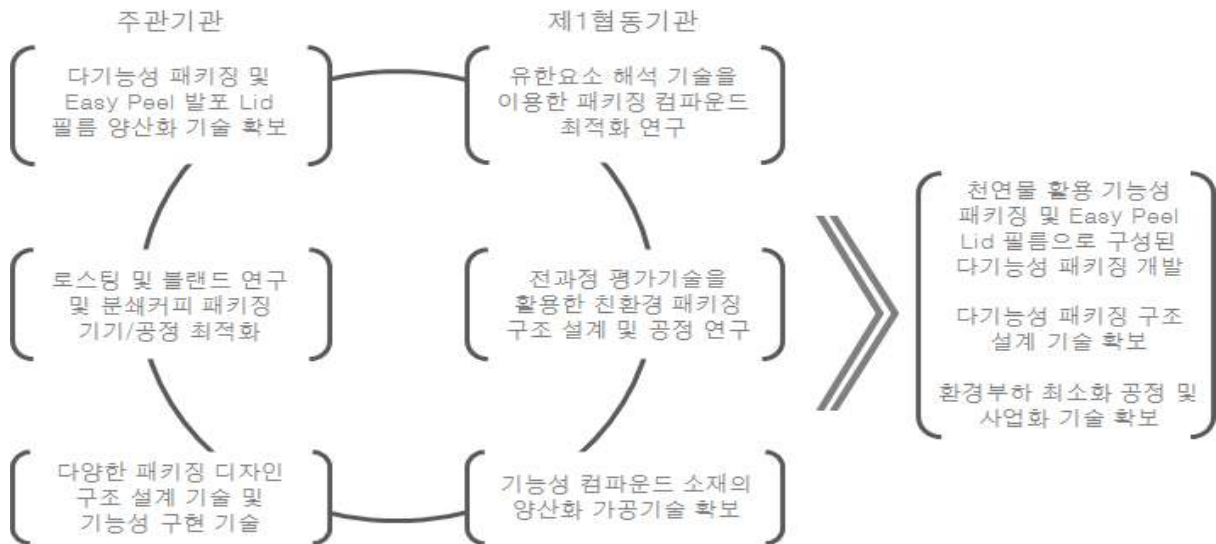 주관기관
다기능성 패키징 및
Easy Peel 발포 Lid
필름 양산화 기술 확보
로스팅 및 블랜드 연구
및 분쇄커피 패키징
기기/공정 최적화
다양한 패키징 디자인
구조 설계 기술 및
기능성 구현 기술
제1협동기관
유한요소 해석 기술을
이용한 패키징 컴파운드
최적화 연구
전과정 평가기술을
활용한 친환경 패키징
구조 설계 및 공정 연구
기능성 컴파운드 소재의
양산화 가공기술 확보
천연물 활용 기능성
패키징 및 Easy Peel
Lid 필름으로 구성된
다기능성 패키징 개발
다기능성 패키징 구조
설계 기술 확보
환경부하 최소화 공정 및
사업화 기술 확보